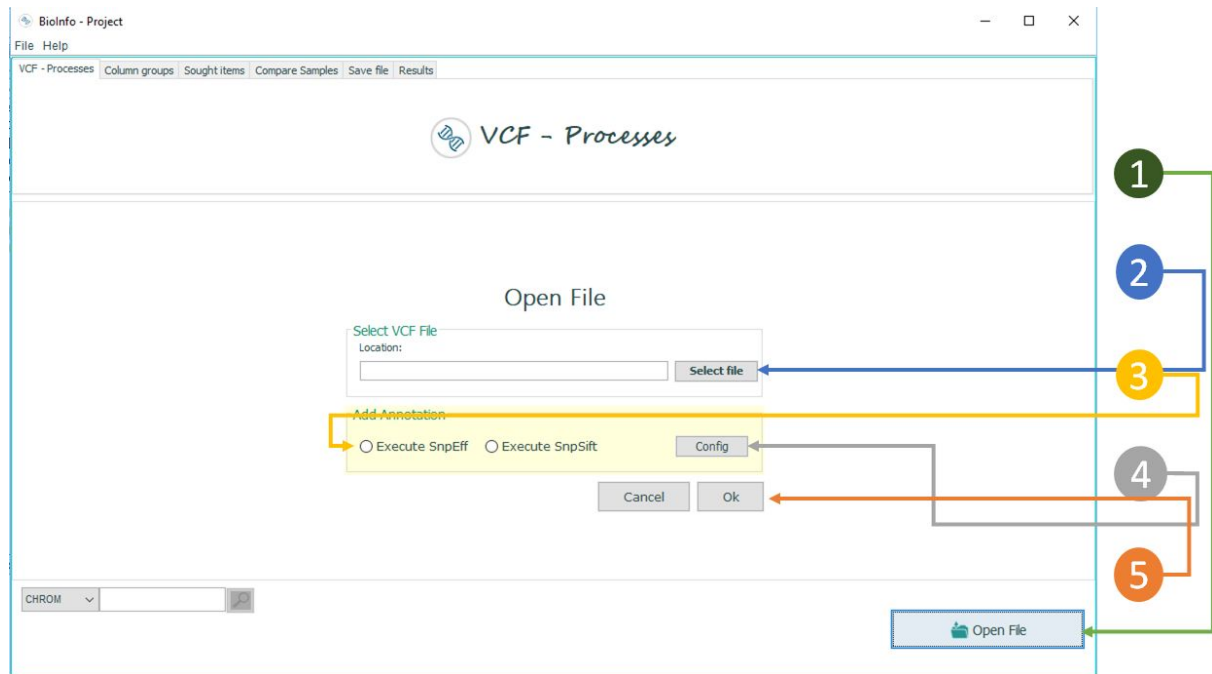 BioInfo - Project
File Help
VCF - Processes Column groups Sought items Compare Samples Save file Results
VCF - Processes
1
2
Open File
Select VCF File
Location:
Select file
3
Add Annotation
Execute SnpEff Execute SnpSift Config
4
Cancel Ok
5
CHROM
Open File